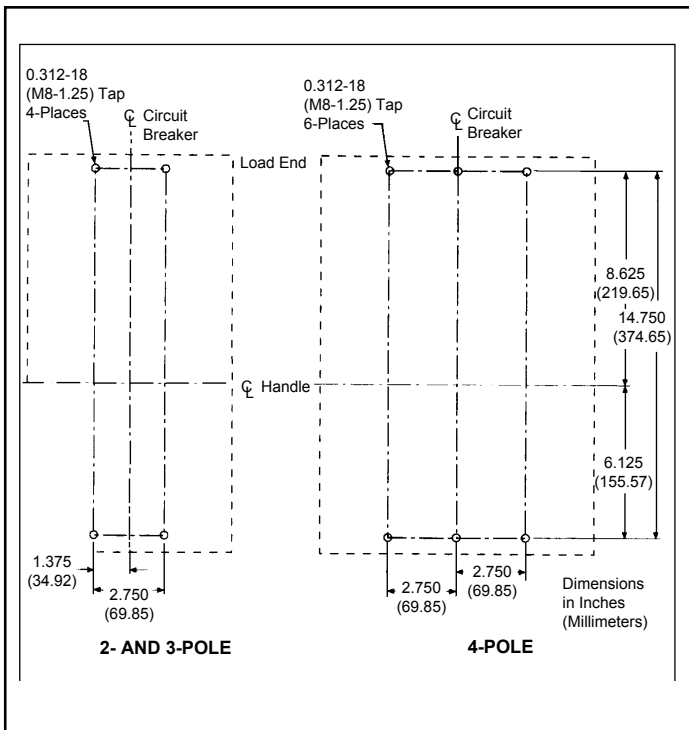 0.312-18
(M8-1.25) Tap
4-Places
℄ Circuit
Breaker
0.312-18
(M8-1.25) Tap
6-Places
℄ Circuit
Breaker
Load End
8.625
(219.65)
14.750
(374.65)
℄ Handle
6.125
(155.57)
1.375
(34.92)
2.750
(69.85)
2.750
(69.85)
2.750
(69.85)
Dimensions
in Inches
(Millimeters)
2- AND 3-POLE
4-POLE